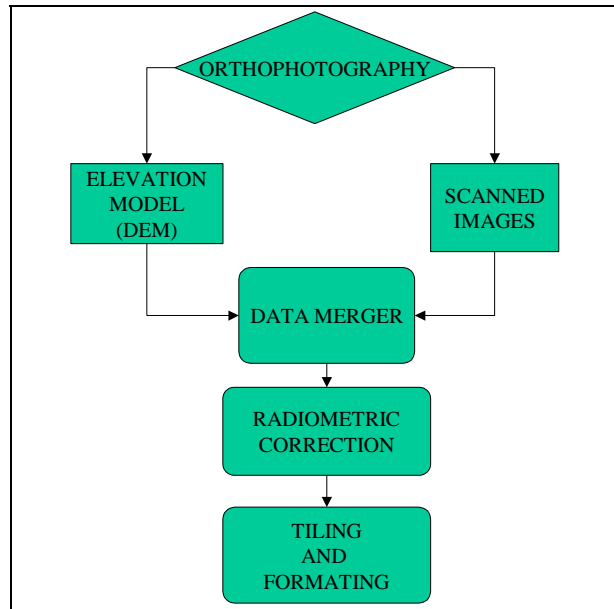 ORTHOPHOTOGRAPHY
ELEVATION
MODEL
(DEM)
SCANNED
IMAGES
DATA MERGER
RADIOMETRIC
CORRECTION
TILING
AND
FORMATING